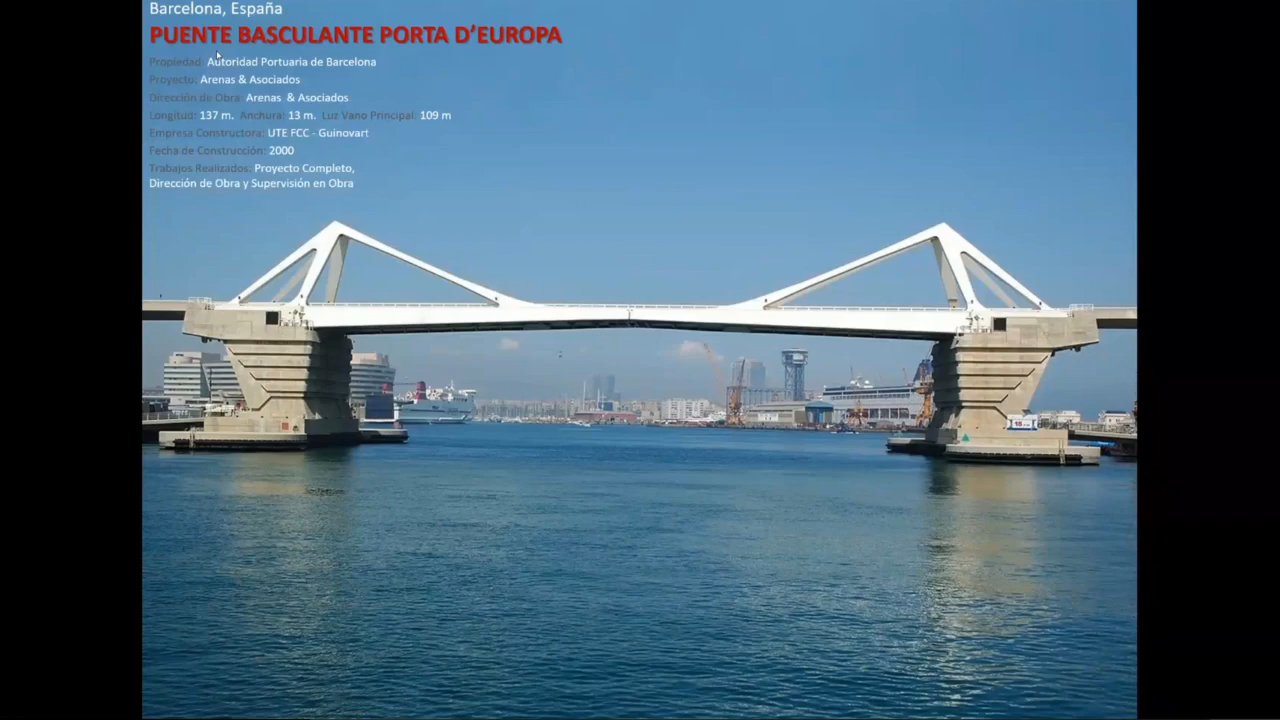 Barcelona, España
PUENTE BASCULANTE PORTA D'EUROPA
Propiedad: Autoridad Portuaria de Barcelona
Proyecto: Arenas & Asociados
Dirección de Obra: Arenas & Asociados
Longitud: 137 m. Anchura: 13 m. Luz Vano Principal: 109 m
Empresa Constructora: UTE FCC - Guinovart
Fecha de Construcción: 2000
Trabajos Realizados: Proyecto Completo,
Dirección de Obra y Supervisión en Obra